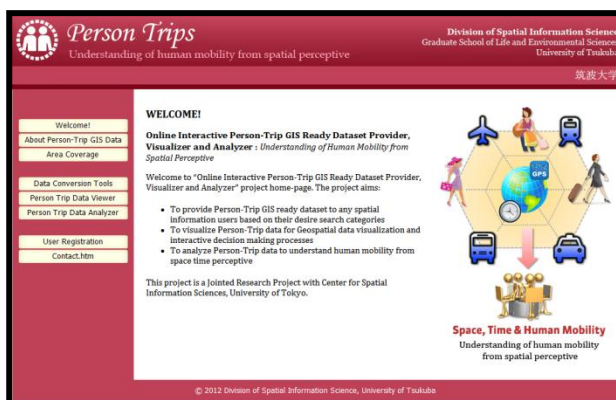 Person Trips
Understanding of human mobility from spatial perceptive
Division of Spatial Information Science
Graduate School of Life and Environmental Sciences
University of Tsukuba
筑波大学
Welcome!
About Person-Trip GIS Data
Area Coverage
Data Conversion Tools
Person Trip Data Viewer
Person Trip Data Analyzer
User Registration
Contact.htm
WELCOME!
Online Interactive Person-Trip GIS Ready Dataset Provider,
Visualizer and Analyzer : Understanding of Human Mobility from
Spatial Perceptive
Welcome to "Online Interactive Person-Trip GIS Ready Dataset Provider,
Visualizer and Analyzer" project home-page. The project aims:
• To provide Person-Trip GIS ready dataset to any spatial
information users based on their desire search categories
• To visualize Person-Trip data for Geospatial data visualization and
interactive decision making processes
• To analyze Person-Trip data to understand human mobility from
space time perceptive
This project is a Jointed Research Project with Center for Spatial
Information Sciences, University of Tokyo.
GPS
Space, Time & Human Mobility
Understanding of human mobility
from spatial perceptive
© 2012 Division of Spatial Information Science, University of Tsukuba